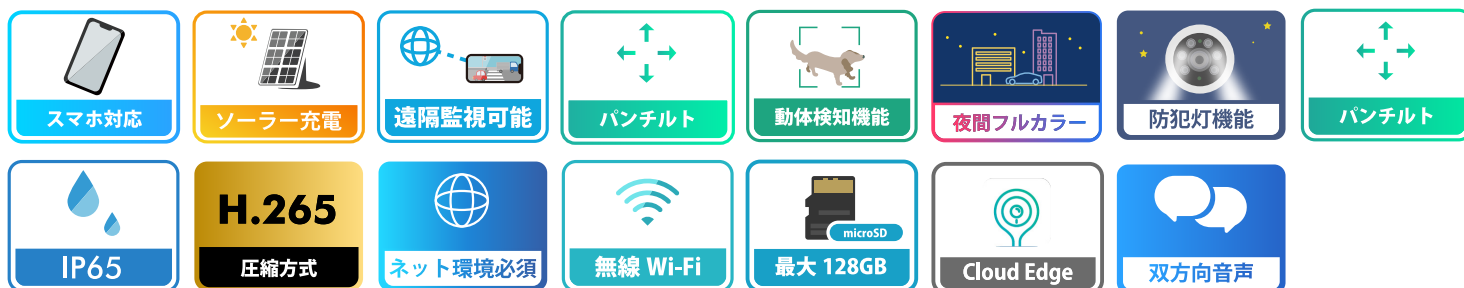 スマホ対応
ソーラー充電
遠隔監視可能
パンチルト
動体検知機能
夜間フルカラー
防犯灯機能
パンチルト
IP65
H.265
圧縮方式
ネット環境必須
無線 Wi-Fi
microSD
最大 128GB
Cloud Edge
双方向音声